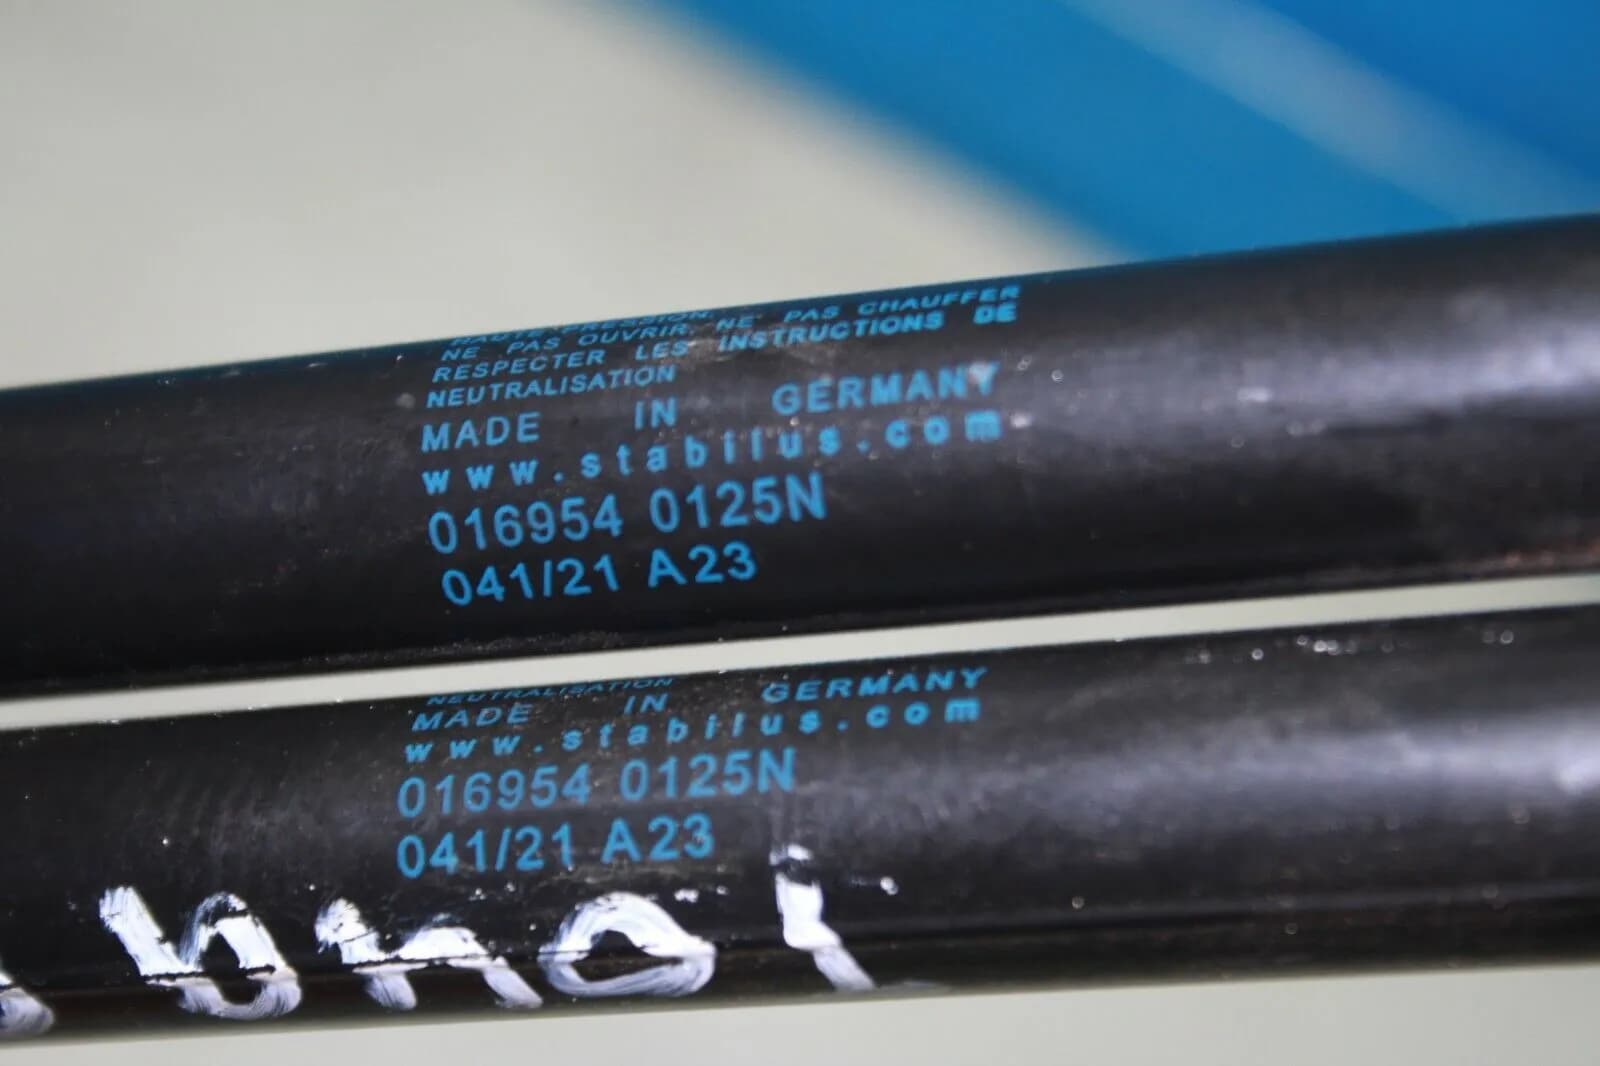 HAUTE PRESSION.
NE PAS OUVRIR. NE PAS CHAUFFER
RESPECTER LES INSTRUCTIONS DE
NEUTRALISATION
MADE IN GERMANY
www.stabilus.com
016954 0125N
041/21 A23
NEUTRALISATION
MADE IN GERMANY
www.stabilus.com
016954 0125N
041/21 A23